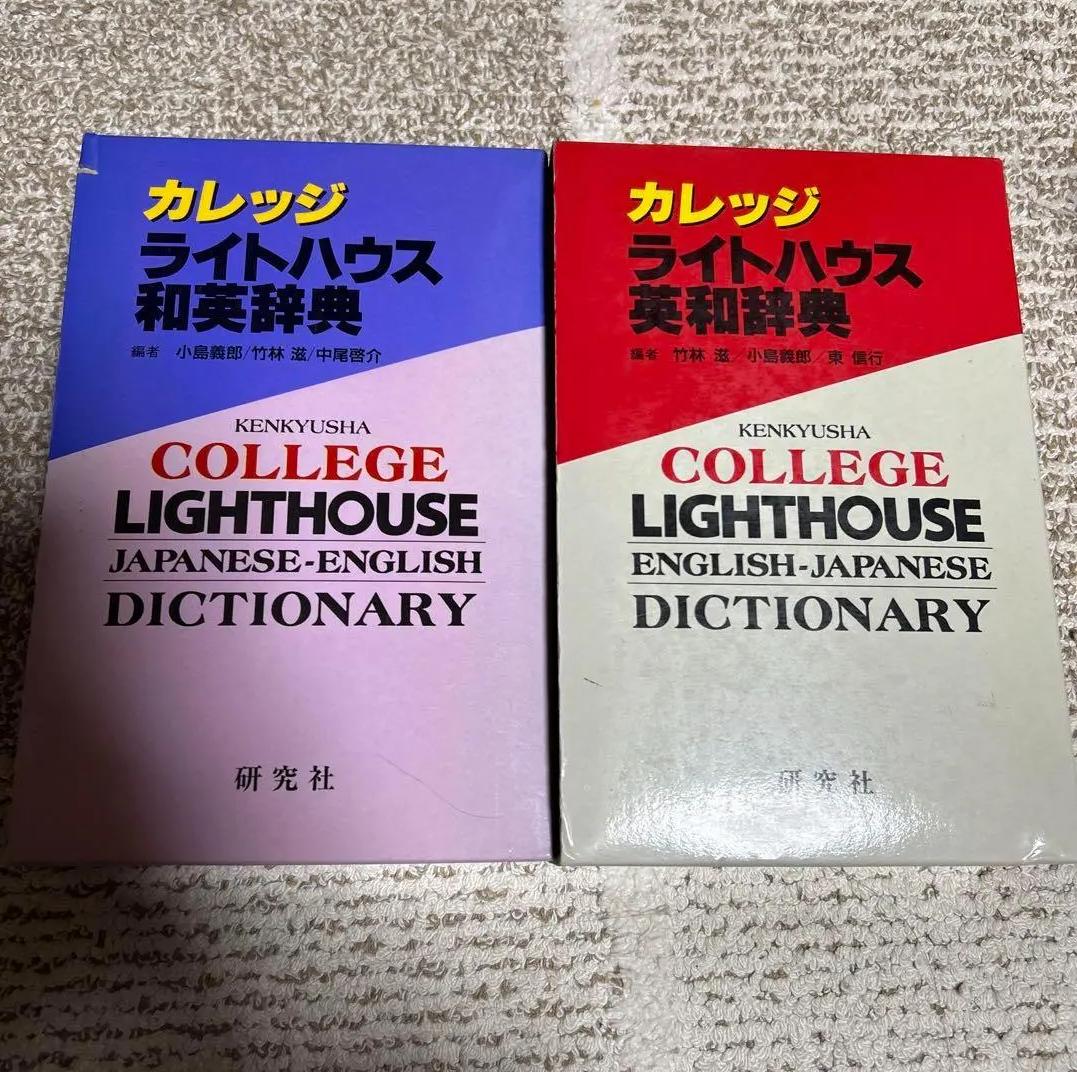 カレッジ
ライトハウス
和英辞典
編者 小島義郎/竹林 滋/中尾啓介
KENKYUSHA
COLLEGE
LIGHTHOUSE
JAPANESE-ENGLISH
DICTIONARY
研究社
カレッジ
ライトハウス
英和辞典
編者 竹林 滋/小島義郎/東 信行
KENKYUSHA
COLLEGE
LIGHTHOUSE
ENGLISH-JAPANESE
DICTIONARY
研究社